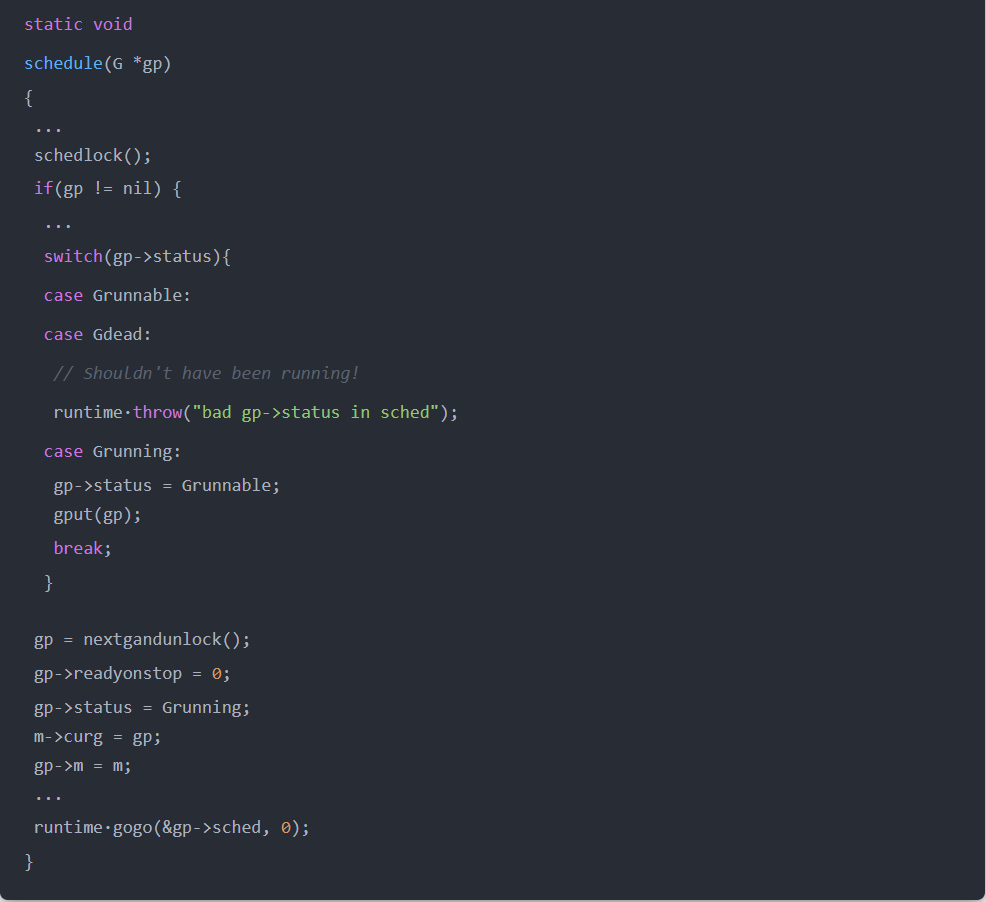 static void
schedule(G *gp)
{
 ...
 schedlock();
 if(gp != nil) {
  ...
  switch(gp->status){
  case Grunnable:
  case Gdead:
   // Shouldn't have been running!
   runtime·throw("bad gp->status in sched");
  case Grunning:
   gp->status = Grunnable;
   gput(gp);
   break;
  }
 gp = nextgandunlock();
 gp->readyonstop = 0;
 gp->status = Grunning;
 m->curg = gp;
 gp->m = m;
 ...
 runtime·gogo(&gp->sched, 0);
}